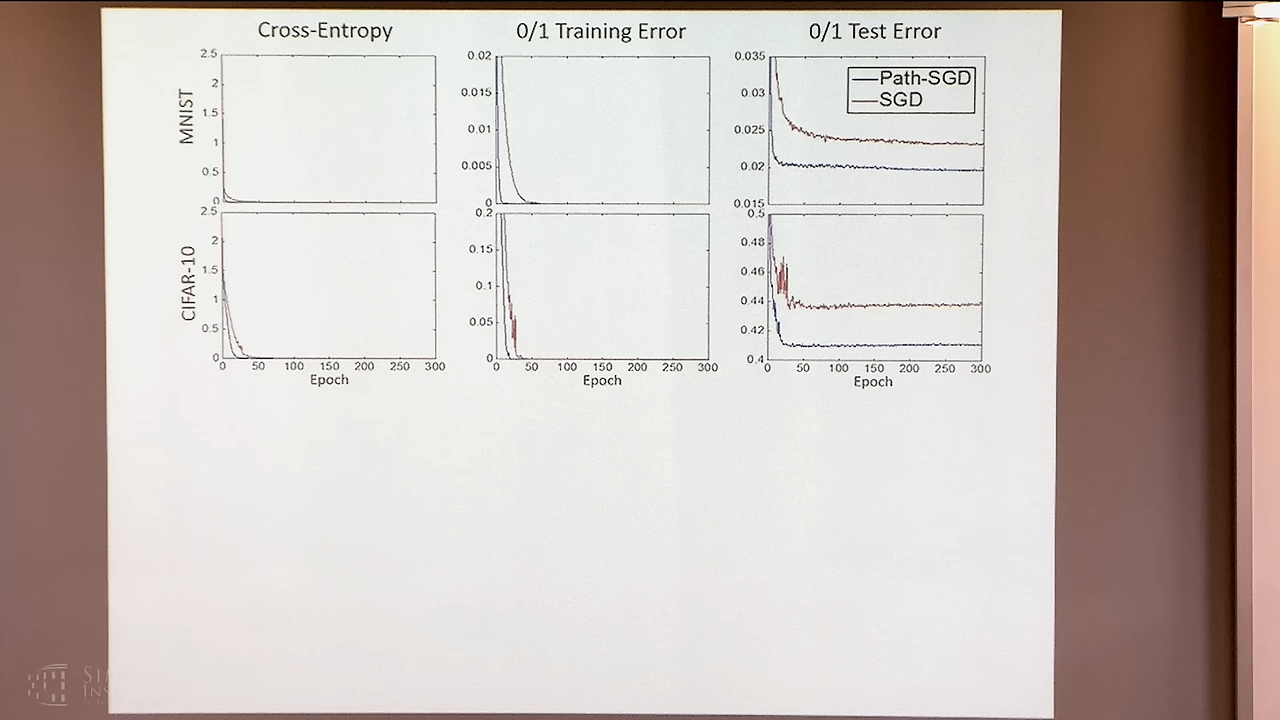 Cross-Entropy
0/1 Training Error
0/1 Test Error
MNIST
2.5
2
1.5
1
0.5
0
0.02
0.015
0.01
0.005
0
0.035
0.03
0.025
0.02
0.015
Path-SGD
SGD
CIFAR-10
2.5
2
1.5
1
0.5
0
0 50 100 150 200 250 300
Epoch
0.2
0.15
0.1
0.05
0
0 50 100 150 200 250 300
Epoch
0.5
0.48
0.46
0.44
0.42
0.4
0 50 100 150 200 250 300
Epoch